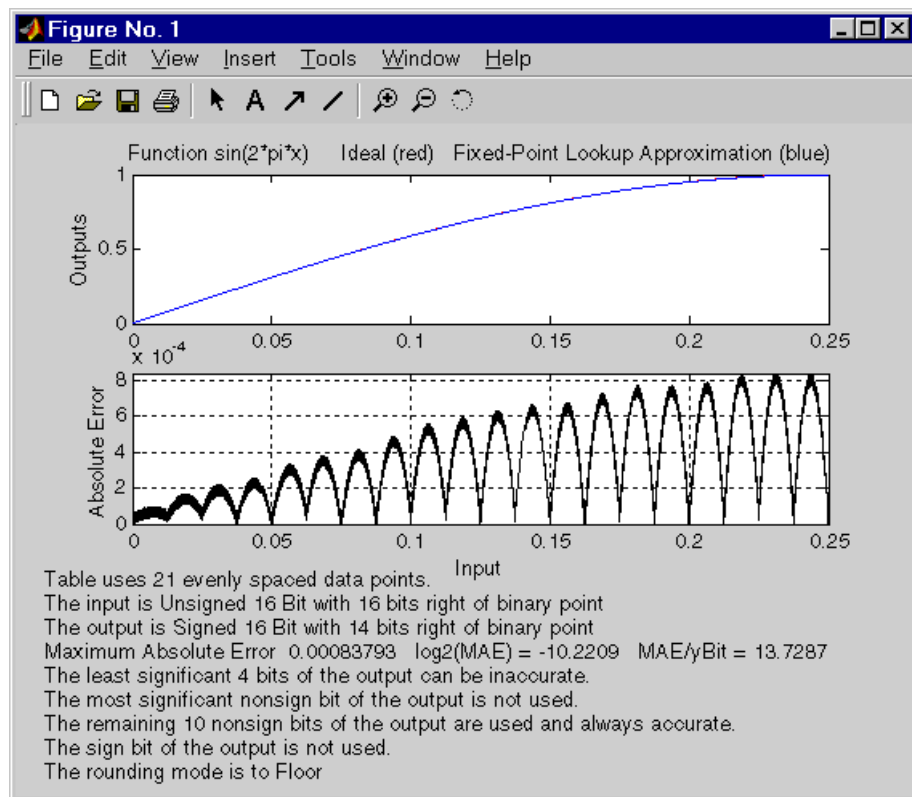 Figure No. 1
File Edit View Insert Tools Window Help
A
Function sin(2*pi*x) Ideal (red) Fixed-Point Lookup Approximation (blue)
1
0.5
0
Outputs
0 0.05 0.1 0.15 0.2 0.25
x 10^-4
8
6
4
2
0
Absolute Error
0 0.05 0.1 0.15 0.2 0.25
Input
Table uses 21 evenly spaced data points.
The input is Unsigned 16 Bit with 16 bits right of binary point
The output is Signed 16 Bit with 14 bits right of binary point
Maximum Absolute Error 0.00083793 log2(MAE) = -10.2209 MAE/yBit = 13.7287
The least significant 4 bits of the output can be inaccurate.
The most significant nonsign bit of the output is not used.
The remaining 10 nonsign bits of the output are used and always accurate.
The sign bit of the output is not used.
The rounding mode is to Floor